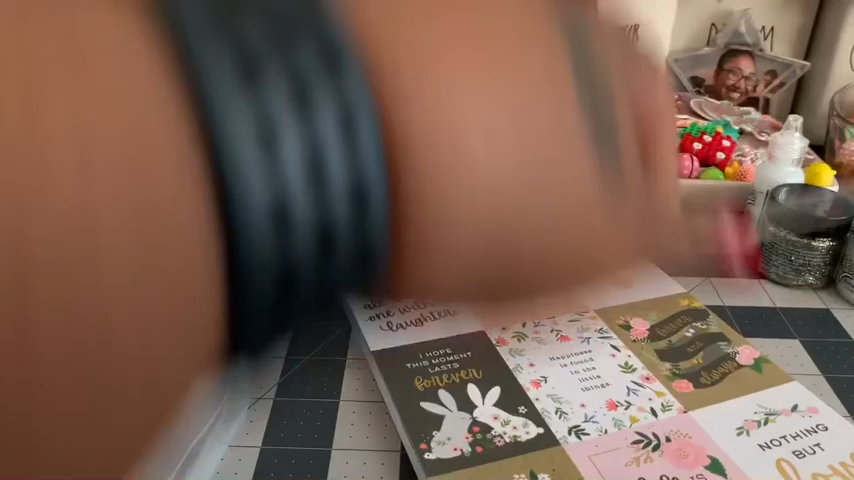 one with
laughter
I HOPE
THIS MOMENT
LASTS
forever
Happiness
is found
in
little
things
forever
and
always
NOTHING
BUT